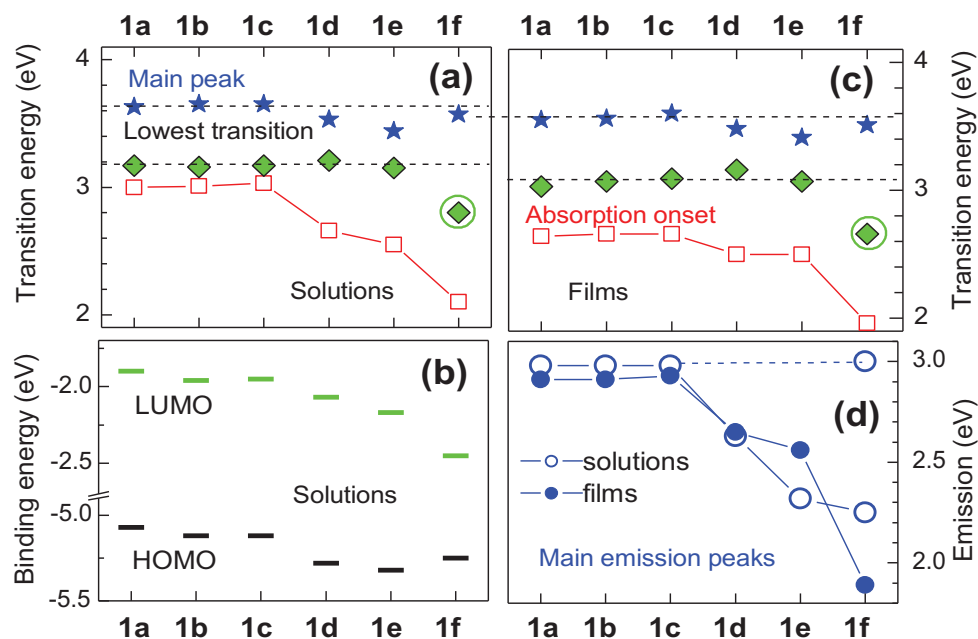 1a 1b 1c 1d 1e 1f
1a 1b 1c 1d 1e 1f
Transition energy (eV)
4
3
2
(a)
Main peak
Lowest transition
Solutions
(c)
Absorption onset
Films
4
3
2
Transition energy (eV)
Binding energy (eV)
-2.0
-2.5
-5.0
-5.5
(b)
LUMO
Solutions
HOMO
(d)
solutions
films
Main emission peaks
3.0
2.5
2.0
Emission (eV)
1a 1b 1c 1d 1e 1f
1a 1b 1c 1d 1e 1f